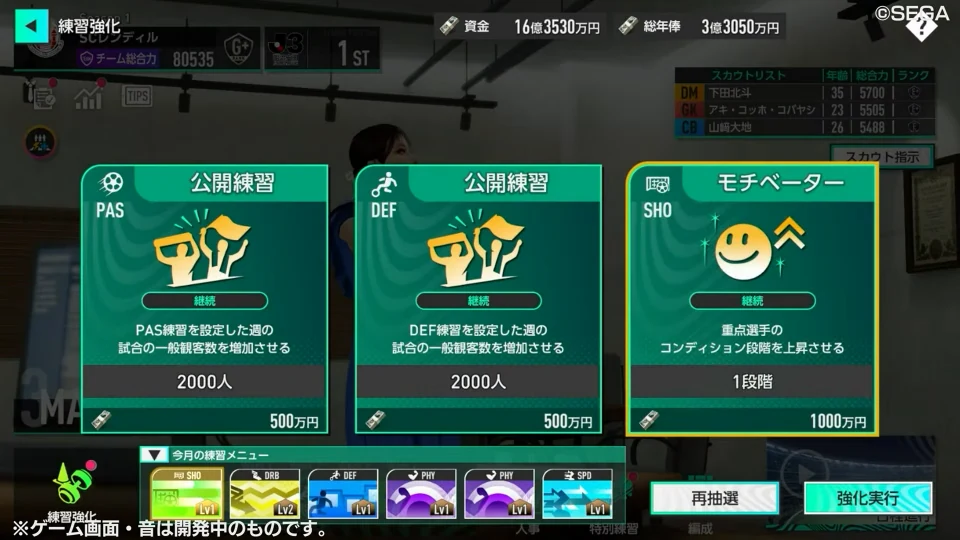 練習強化
資金 16億3530万円
総年俸 3億3050万円
©SEGA
SCレンディル
チーム総合力 80535
G+
J3
1ST
TIPS
スカウトリスト 年齢 総合力 ランク
DM 下田北斗 35 5700
GK アキ・コッホ・コバヤシ 23 5505
CB 山﨑大地 26 5488
スカウト指示
PAS
公開練習
継続
PAS練習を設定した週の
試合の一般観客数を増加させる
2000人
500万円
DEF
公開練習
継続
DEF練習を設定した週の
試合の一般観客数を増加させる
2000人
500万円
SHO
モチベーター
継続
重点選手の
コンディション段階を上昇させる
1段階
1000万円
今月の練習メニュー
SHO Lv1
DRB Lv2
DEF Lv1
PHY Lv1
PHY Lv1
SPD Lv1
再抽選
強化実行
練習強化
人事
特別練習
編成
日程進行
※ゲーム画面・音は開発中のものです。